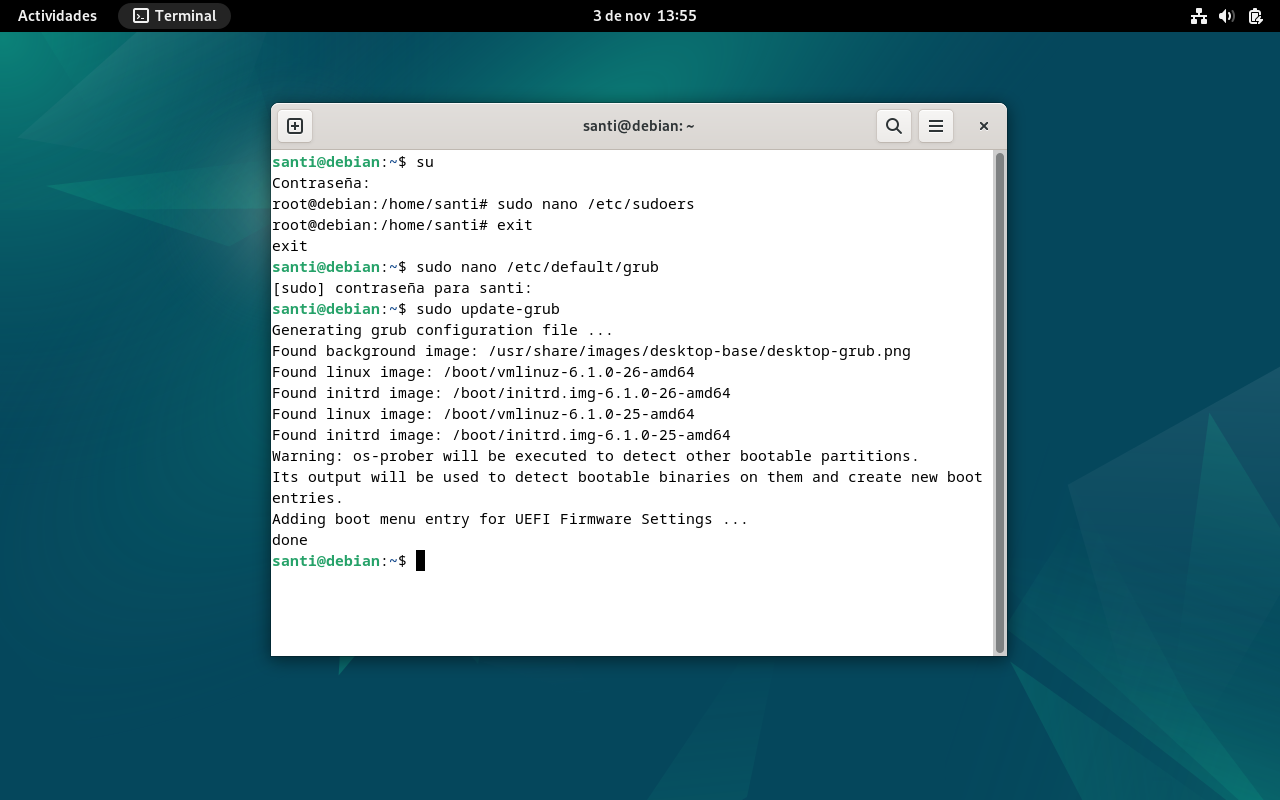 Actividades
Terminal
3 de nov 13:55
santi@debian: ~
santi@debian:~$ su
Contraseña:
root@debian:/home/santi# sudo nano /etc/sudoers
root@debian:/home/santi# exit
exit
santi@debian:~$ sudo nano /etc/default/grub
[sudo] contraseña para santi:
santi@debian:~$ sudo update-grub
Generating grub configuration file ...
Found background image: /usr/share/images/desktop-base/desktop-grub.png
Found linux image: /boot/vmlinuz-6.1.0-26-amd64
Found initrd image: /boot/initrd.img-6.1.0-26-amd64
Found linux image: /boot/vmlinuz-6.1.0-25-amd64
Found initrd image: /boot/initrd.img-6.1.0-25-amd64
Warning: os-prober will be executed to detect other bootable partitions.
Its output will be used to detect bootable binaries on them and create new boot
entries.
Adding boot menu entry for UEFI Firmware Settings ...
done
santi@debian:~$